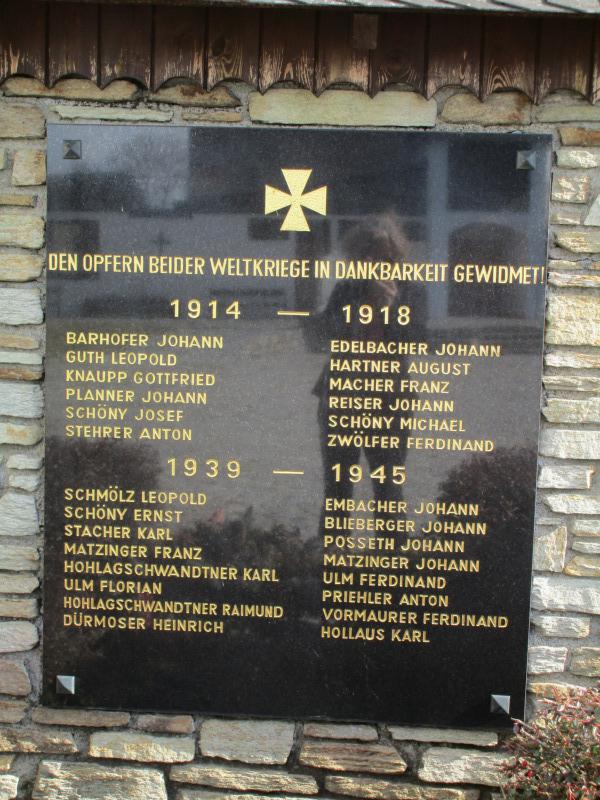 DEN OPFERN BEIDER WELTKRIEGE IN DANKBARKEIT GEWIDMET!
1914 — 1918
BARHOFER JOHANN
GUTH LEOPOLD
KNAUPP GOTTFRIED
PLANNER JOHANN
SCHÖNY JOSEF
STEHRER ANTON
EDELBACHER JOHANN
HARTNER AUGUST
MACHER FRANZ
REISER JOHANN
SCHÖNY MICHAEL
ZWÖLFER FERDINAND
1939 — 1945
SCHMÖLZ LEOPOLD
SCHÖNY ERNST
STACHER KARL
MATZINGER FRANZ
HOHLAGSCHWANDTNER KARL
ULM FLORIAN
HOHLAGSCHWANDTNER RAIMUND
DÜRMOSER HEINRICH
EMBACHER JOHANN
BLIEBERGER JOHANN
POSSETH JOHANN
MATZINGER JOHANN
ULM FERDINAND
PRIEHLER ANTON
VORMAURER FERDINAND
HOLLAUS KARL